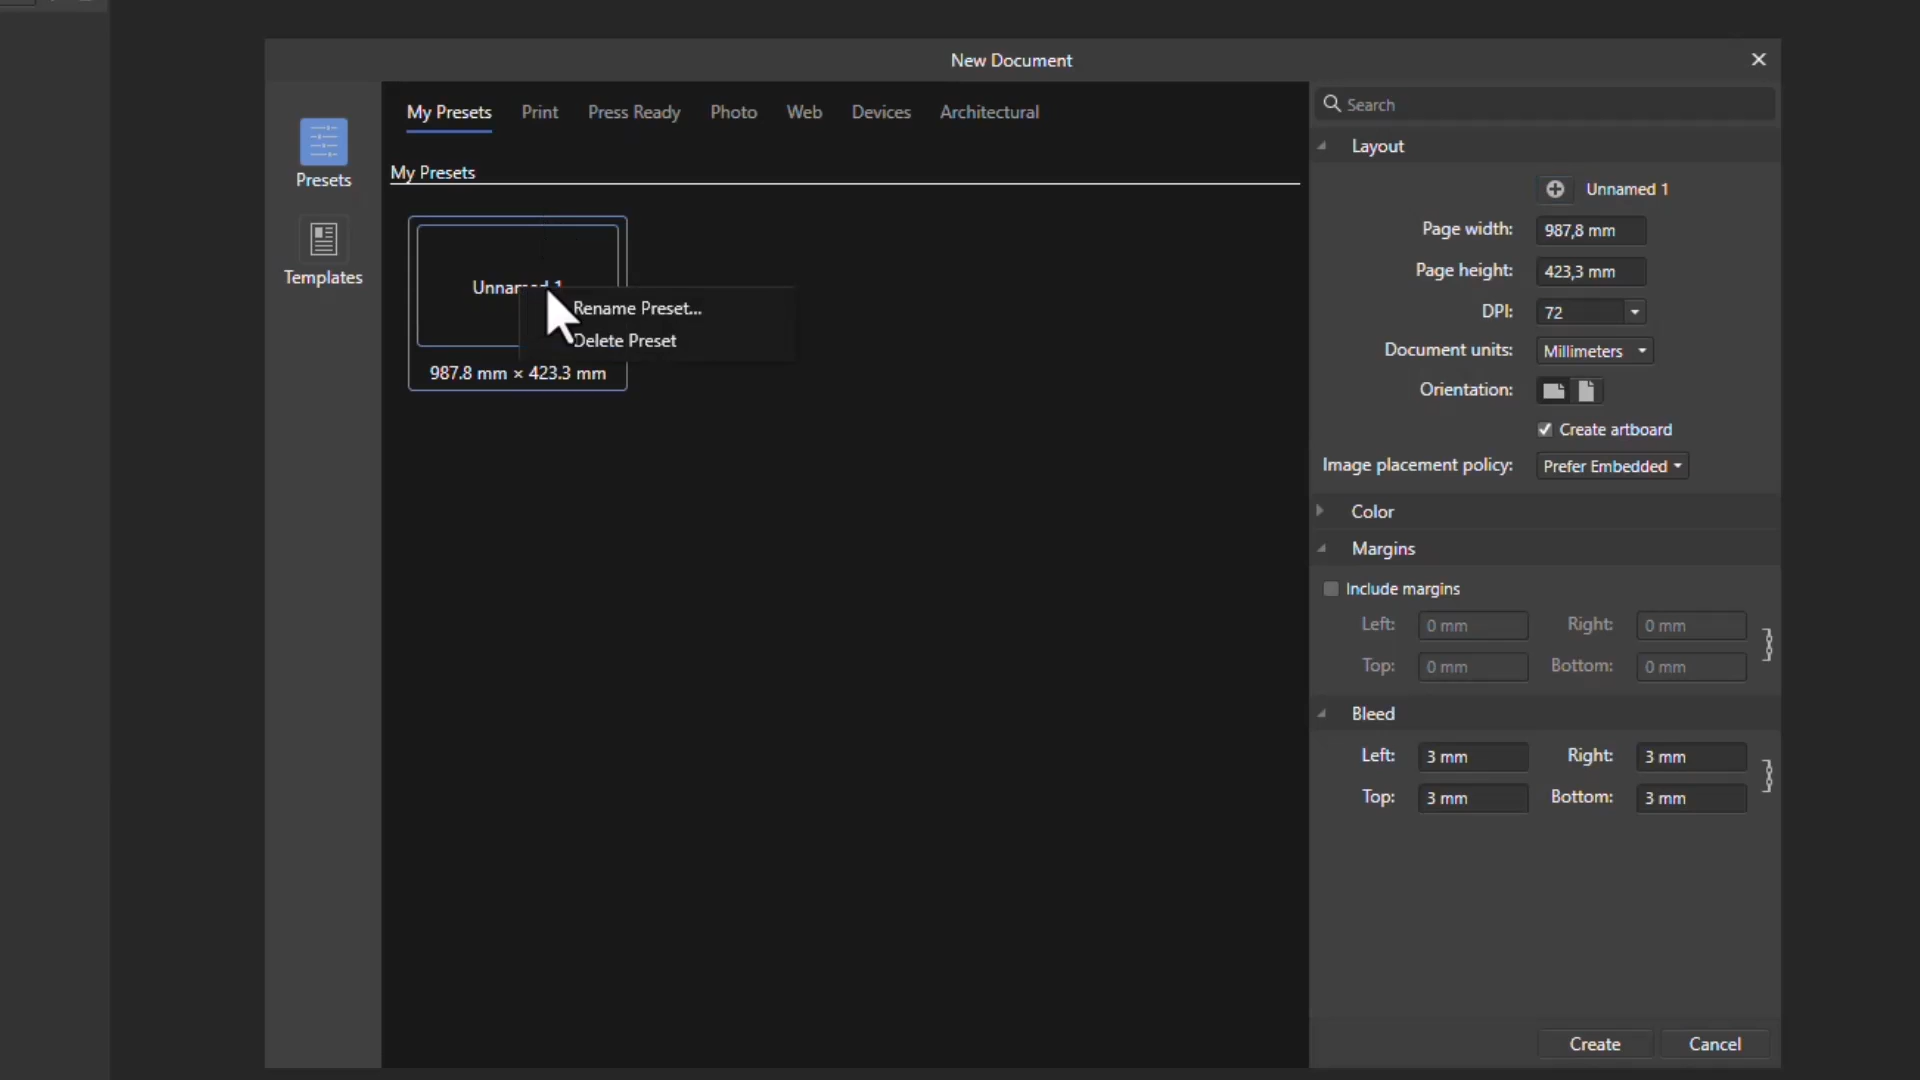 New Document
Presets
Templates
My Presets Print Press Ready Photo Web Devices Architectural
My Presets
Unnamed 1
987.8 mm × 423.3 mm
Rename Preset...
Delete Preset
Search
Layout
Unnamed 1
Page width: 987,8 mm
Page height: 423,3 mm
DPI: 72
Document units: Millimeters
Orientation:
Create artboard
Image placement policy: Prefer Embedded
Color
Margins
Include margins
Left: 0 mm Right: 0 mm
Top: 0 mm Bottom: 0 mm
Bleed
Left: 3 mm Right: 3 mm
Top: 3 mm Bottom: 3 mm
Create Cancel